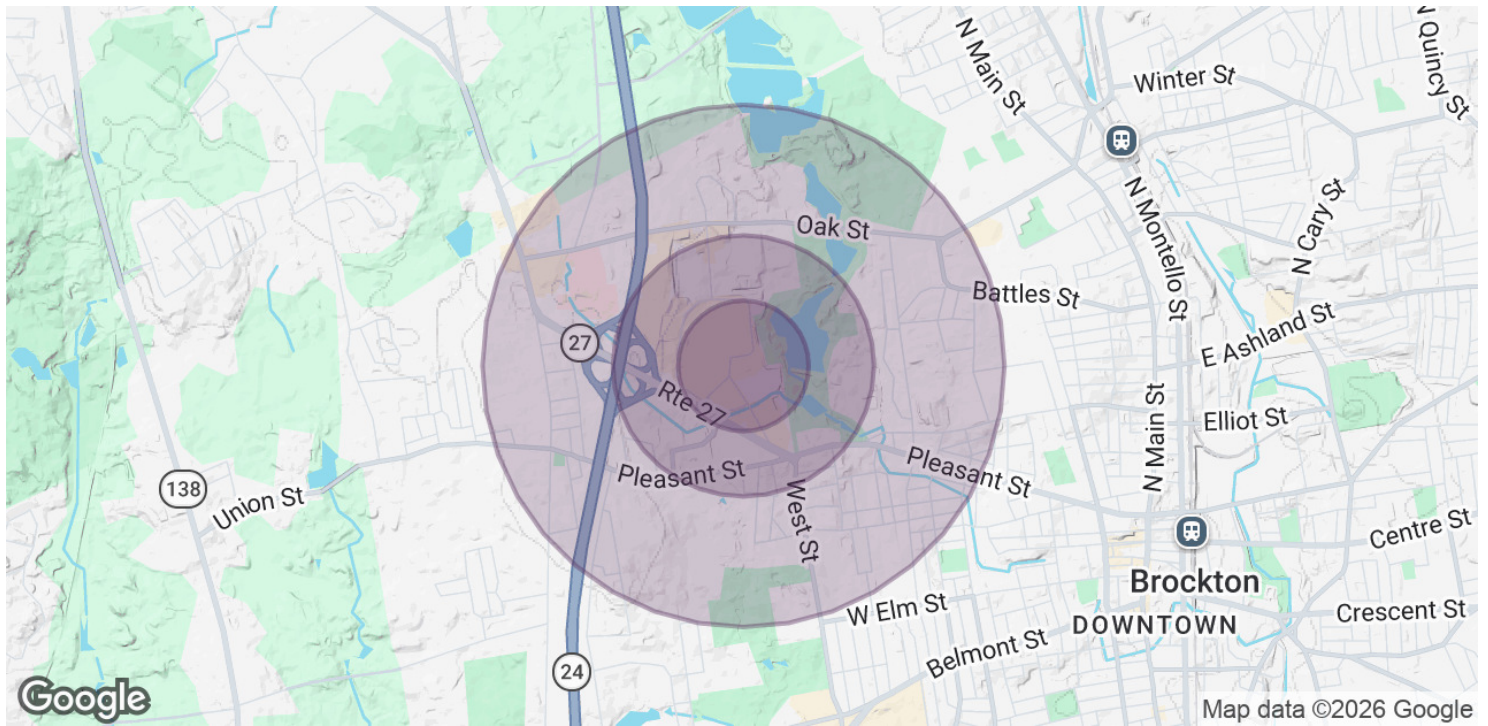 N Main St
N Quincy St
Winter St
N Montello St
N Cary St
Oak St
Battles St
E Ashland St
27
Rte 27
N Main St
Elliot St
Pleasant St
Pleasant St
138
Union St
West St
Centre St
Brockton
DOWNTOWN
W Elm St
Crescent St
Belmont St
24
Google
Map data ©2026 Google